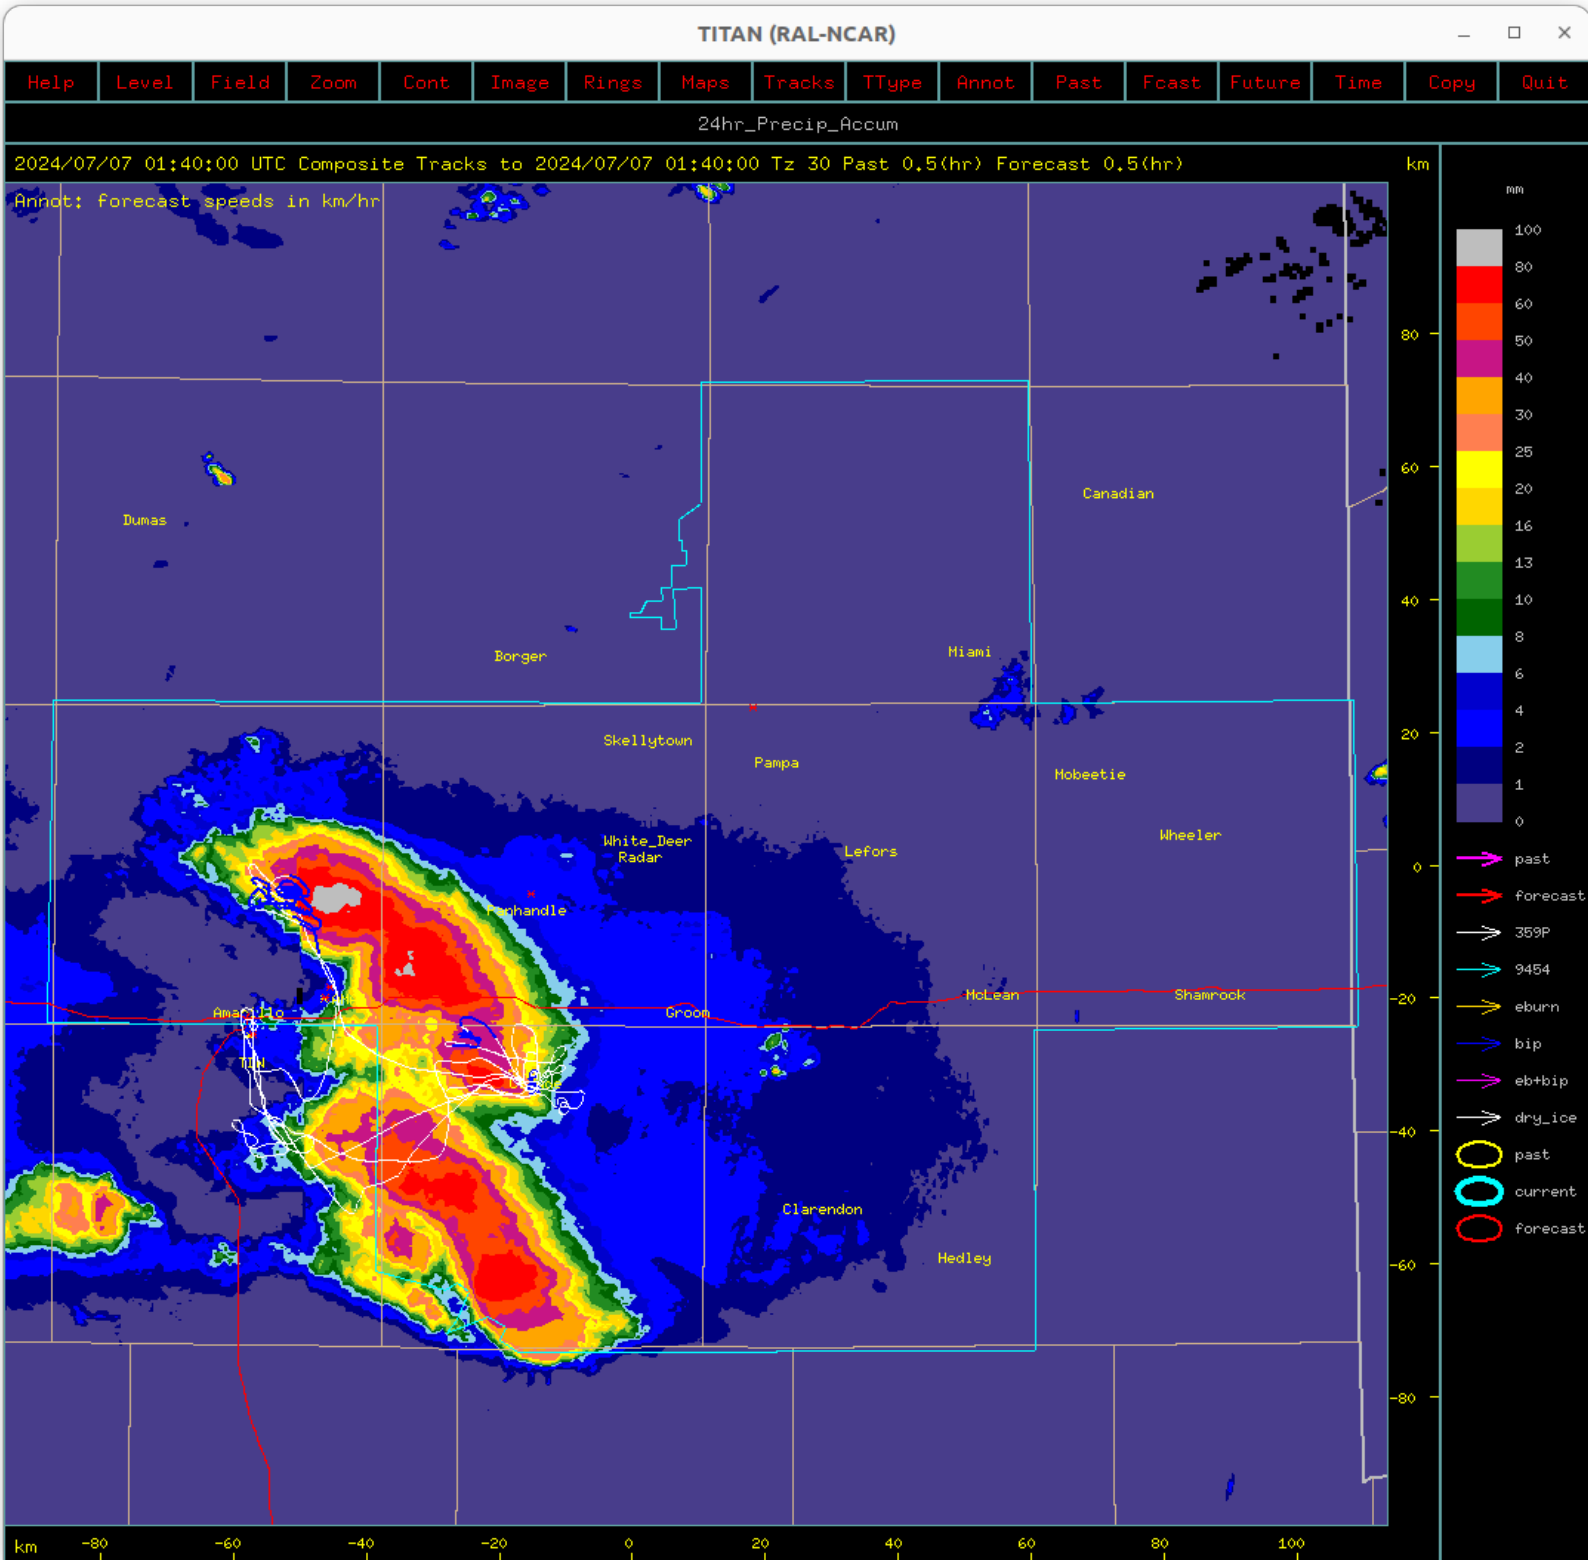 TITAN (RAL-NCAR)
Help Level Field Zoom Cont Image Rings Maps Tracks TType Annot Past Fcast Future Time Copy Quit
24hr_Precip_Accum
2024/07/07 01:40:00 UTC Composite Tracks to 2024/07/07 01:40:00 Tz 30 Past 0.5(hr) Forecast 0.5(hr) km
Annot: forecast speeds in km/hr
mm
100
80
60
50
40
30
25
20
16
13
10
8
6
4
2
1
0
past
forecast
359P
9454
eburn
bip
eb+bip
dry_ice
past
current
forecast
80
60
40
20
0
-20
-40
-60
-80
Canadian
Dumas
Miami
Borger
Skellytown
Pampa
Mobeetie
Wheeler
White_Deer
Radar
Lefors
Panhandle
McLean
Shamrock
Amarillo
Groom
Clarendon
Hedley
km -80 -60 -40 -20 0 20 40 60 80 100